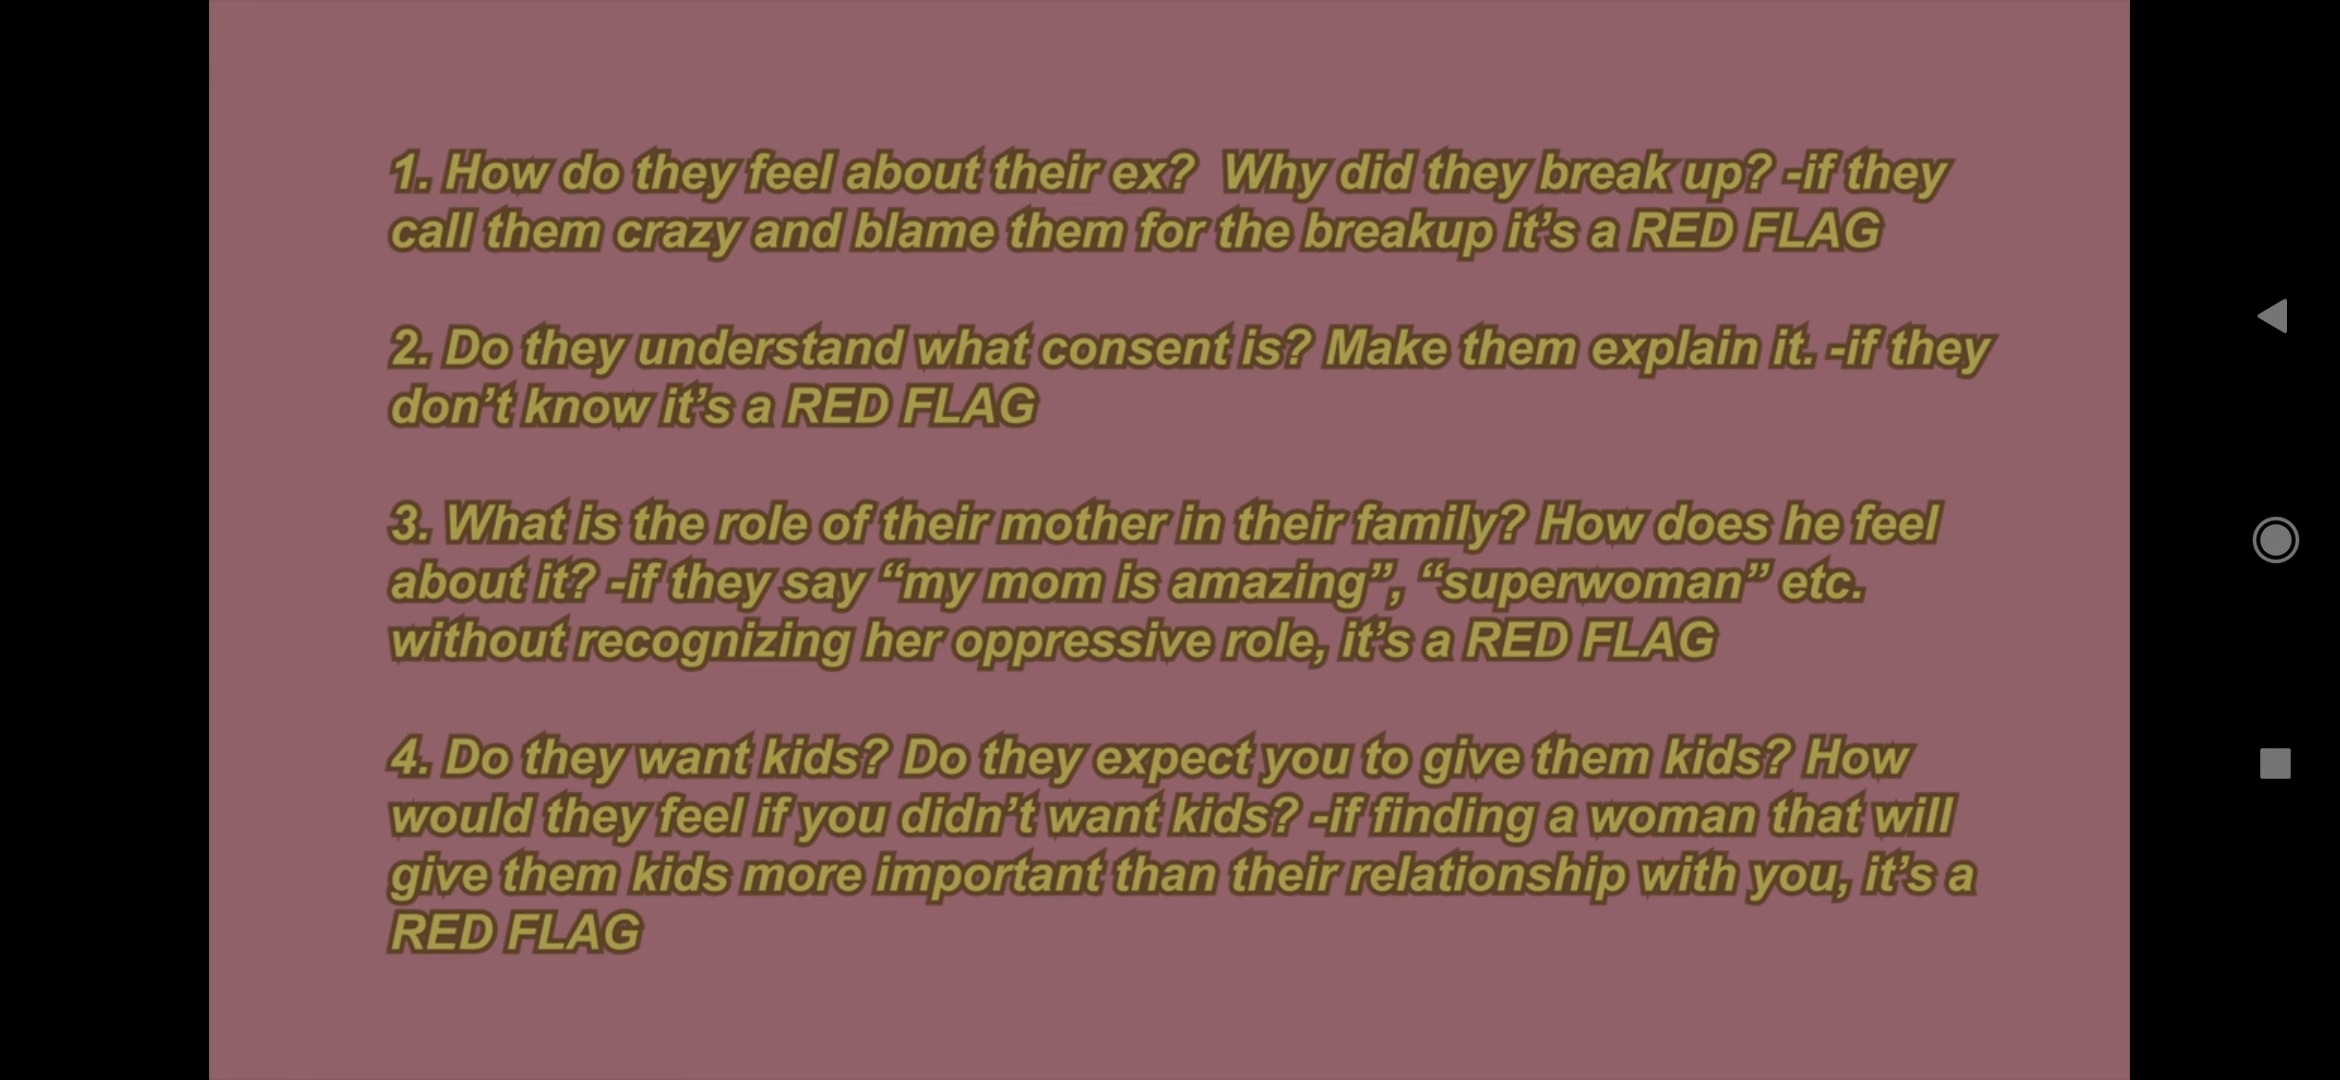 1. How do they feel about their ex?  Why did they break up? -if they
call them crazy and blame them for the breakup it’s a RED FLAG
2. Do they understand what consent is? Make them explain it. -if they
don’t know it’s a RED FLAG
3. What is the role of their mother in their family? How does he feel
about it? -if they say “my mom is amazing”, “superwoman” etc.
without recognizing her oppressive role, it’s a RED FLAG
4. Do they want kids? Do they expect you to give them kids? How
would they feel if you didn’t want kids? -if finding a woman that will
give them kids more important than their relationship with you, it’s a
RED FLAG